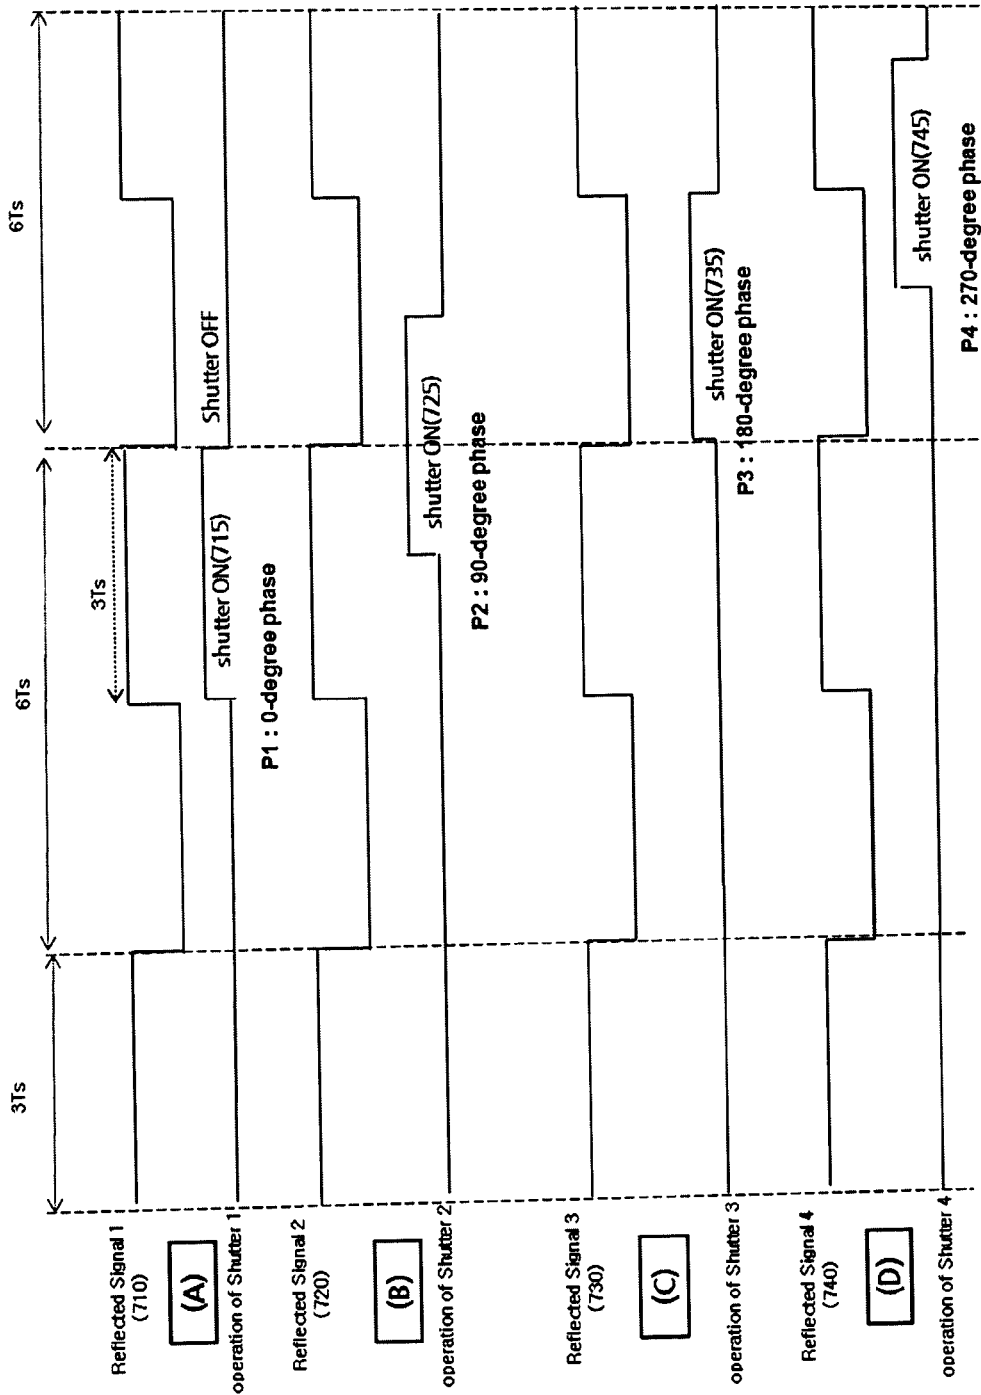 3Ts
6Ts
6Ts
3Ts
Reflected Signal 1
(710)
(A)
operation of Shutter 1
shutter ON(715)
Shutter OFF
P1 : 0-degree phase
Reflected Signal 2
(720)
(B)
operation of Shutter 2
shutter ON(725)
P2 : 90-degree phase
Reflected Signal 3
(730)
(C)
operation of Shutter 3
shutter ON(735)
P3 : 180-degree phase
Reflected Signal 4
(740)
(D)
operation of Shutter 4
shutter ON(745)
P4 : 270-degree phase